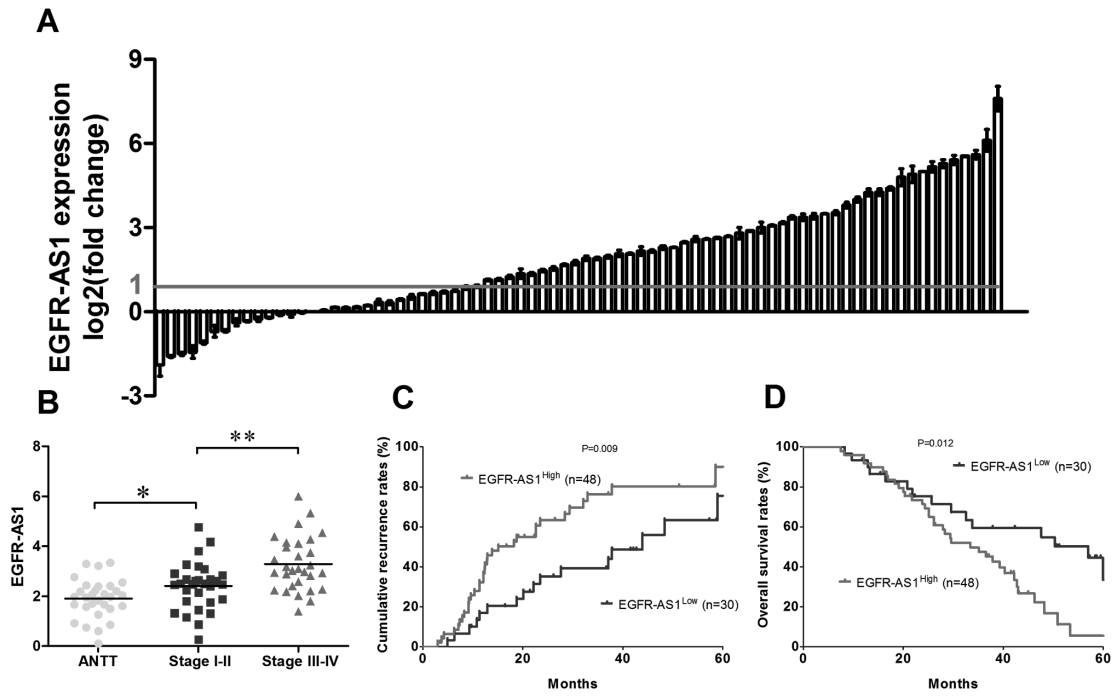 A
EGFR-AS1 expression
log2(fold change)
9
6
3
1
0
-3
B
EGFR-AS1
8
6
4
2
0
*
**
ANTT
Stage I-II
Stage III-IV
C
Cumulative recurrence rates (%)
100
80
60
40
20
0
P=0.009
EGFR-AS1High (n=48)
EGFR-AS1Low (n=30)
0
20
40
60
Months
D
Overall survival rates (%)
100
80
60
40
20
0
P=0.012
EGFR-AS1Low (n=30)
EGFR-AS1High (n=48)
0
20
40
60
Months